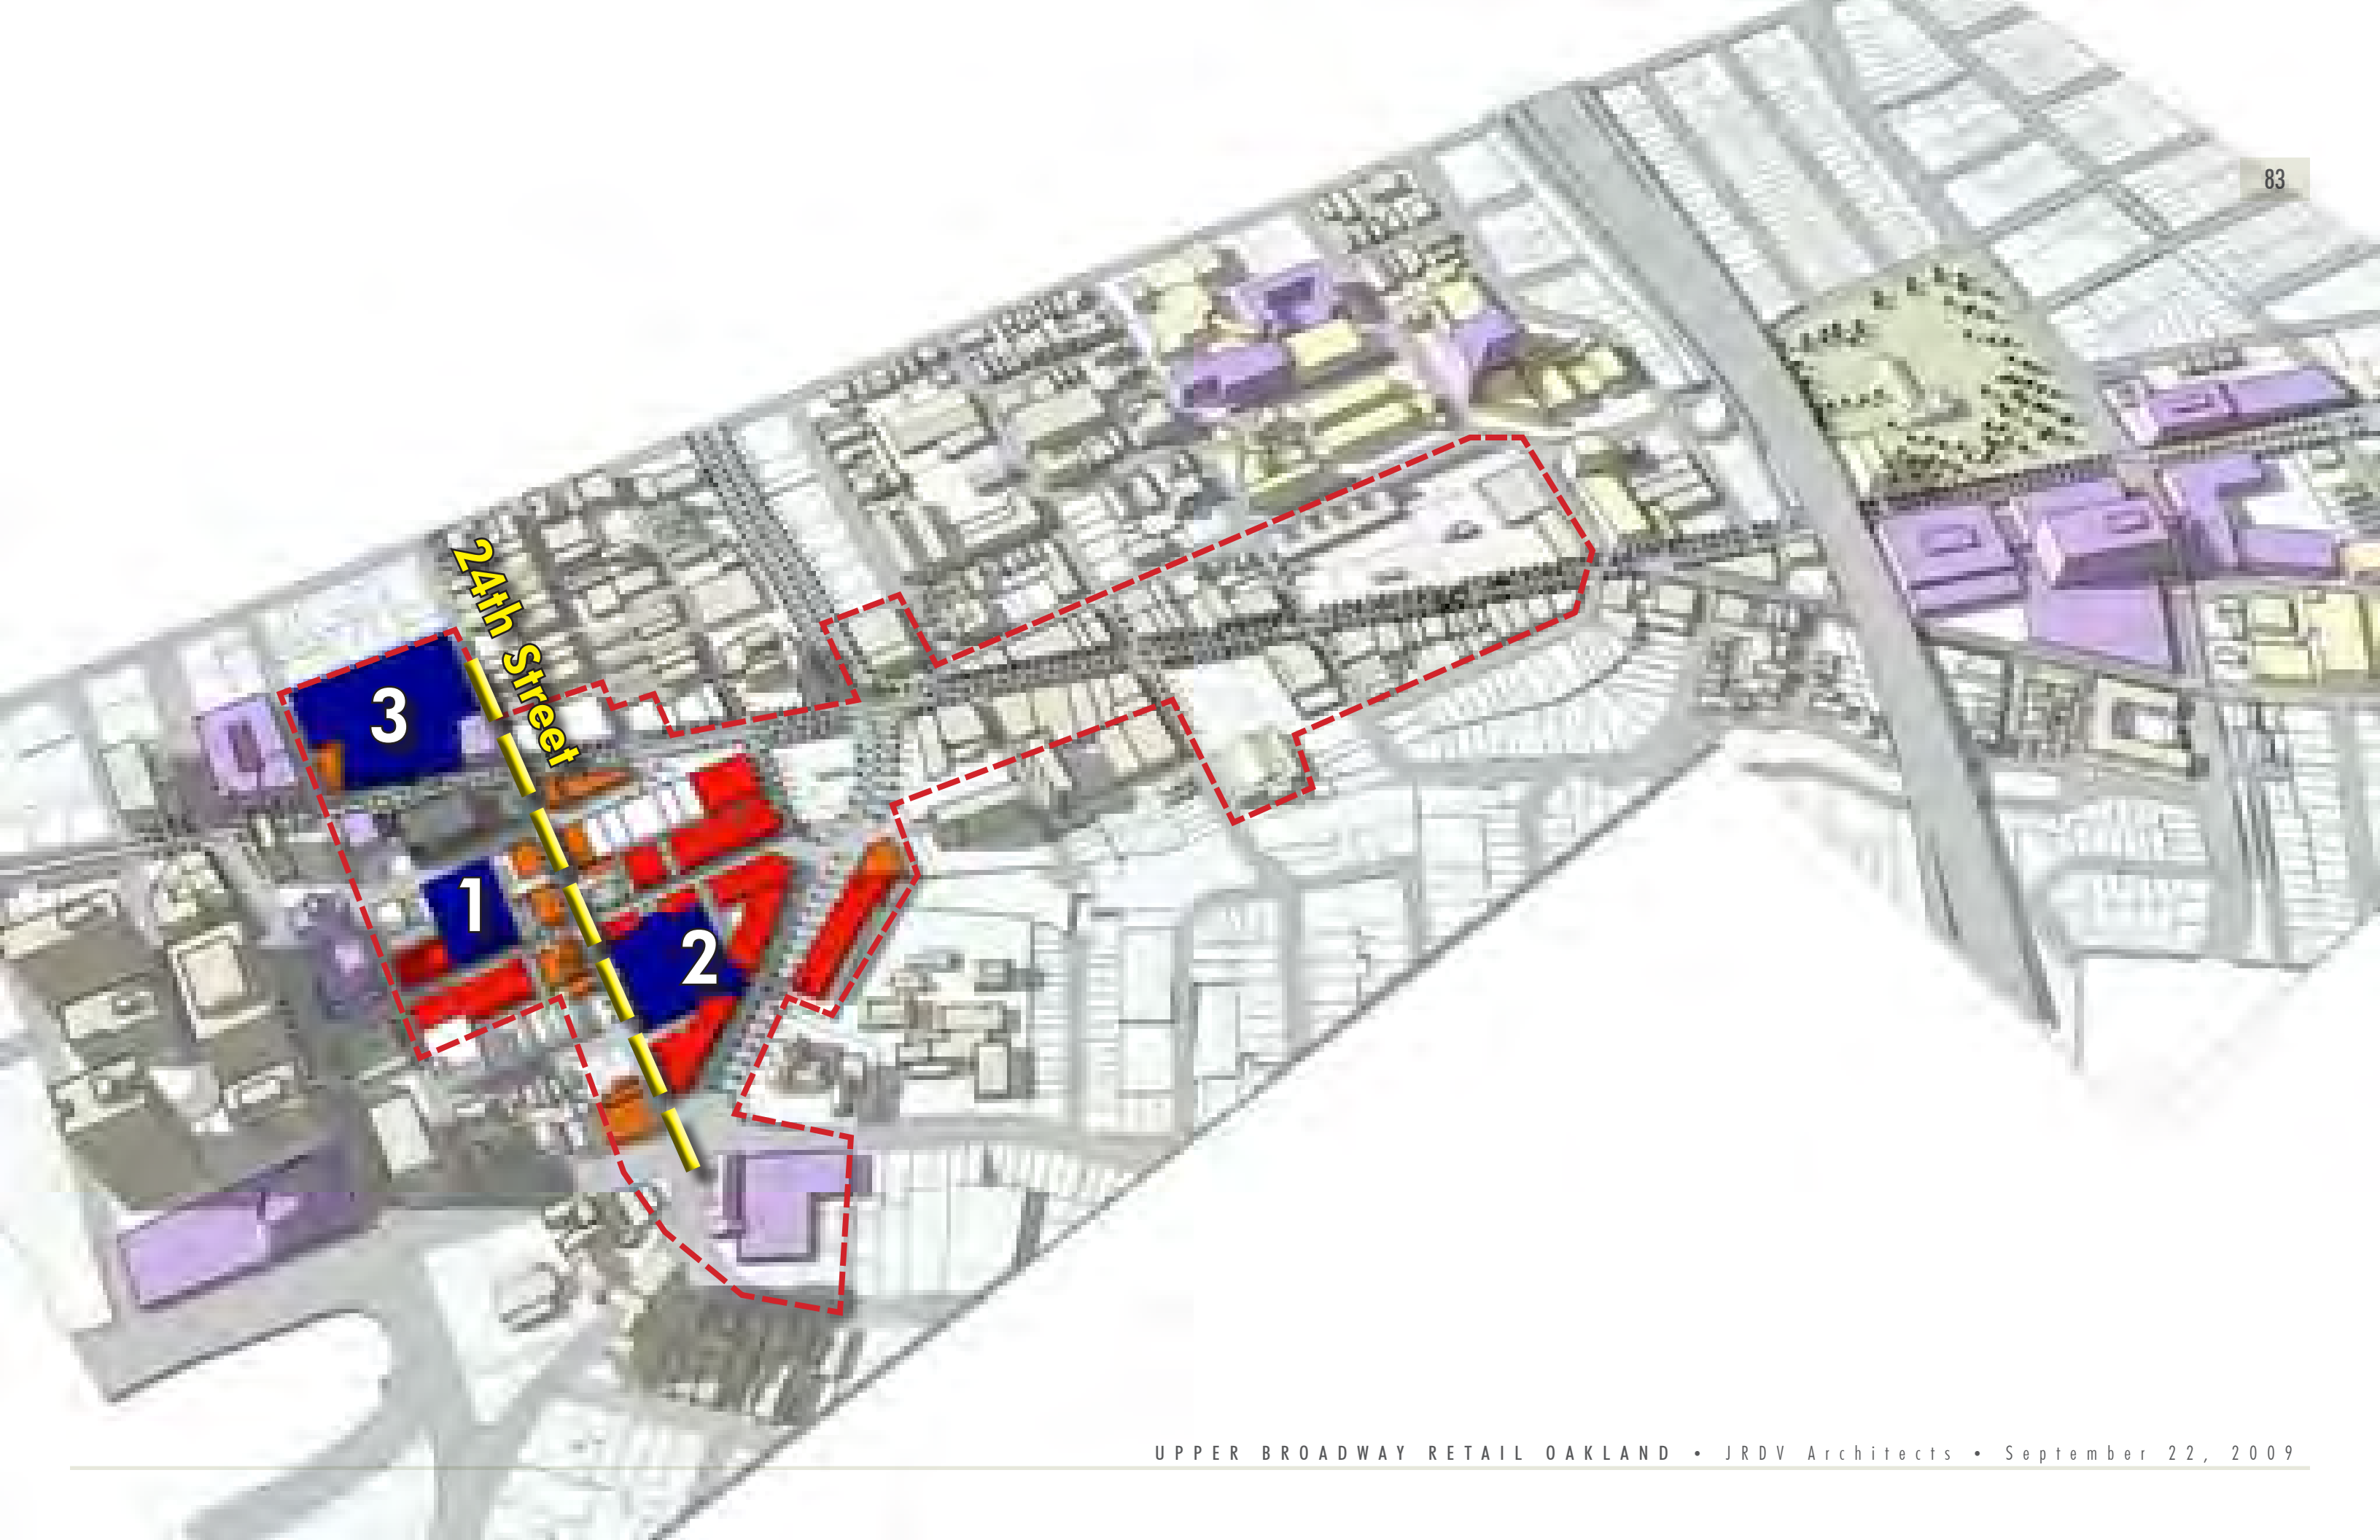 83
24th Street
3
1
2
UPPER BROADWAY RETAIL OAKLAND • JRDV Architects • September 22, 2009